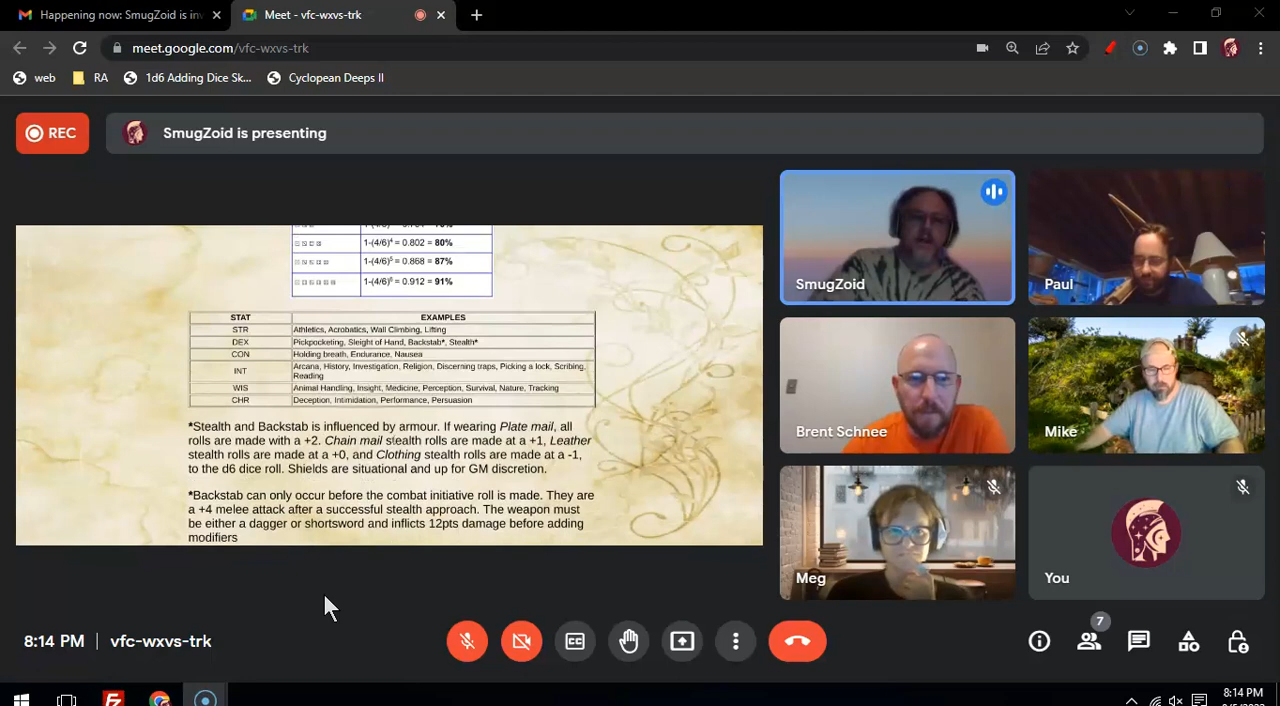 Happening now: SmugZoid is inv
Meet - vfc-wxvs-trk
meet.google.com/vfc-wxvs-trk
web
RA
1d6 Adding Dice Sk...
Cyclopean Deeps II
REC
SmugZoid is presenting
1-(4/6)⁴ = 0.802 = 80%
1-(4/6)⁵ = 0.868 = 87%
1-(4/6)⁶ = 0.912 = 91%
STAT EXAMPLES
STR Athletics, Acrobatics, Wall Climbing, Lifting
DEX Pickpocketing, Sleight of Hand, Backstab*, Stealth*
CON Holding breath, Endurance, Nausea
INT Arcana, History, Investigation, Religion, Discerning traps, Picking a lock, Scribing,
Reading
WIS Animal Handling, Insight, Medicine, Perception, Survival, Nature, Tracking
CHR Deception, Intimidation, Performance, Persuasion
*Stealth and Backstab is influenced by armour. If wearing Plate mail, all
rolls are made with a +2. Chain mail stealth rolls are made at a +1, Leather
stealth rolls are made at a +0, and Clothing stealth rolls are made at a -1,
to the d6 dice roll. Shields are situational and up for GM discretion.
*Backstab can only occur before the combat initiative roll is made. They are
a +4 melee attack after a successful stealth approach. The weapon must
be either a dagger or shortsword and inflicts 12pts damage before adding
modifiers
SmugZoid
Paul
Brent Schnee
Mike
Meg
You
8:14 PM | vfc-wxvs-trk
CC
7
8:14 PM